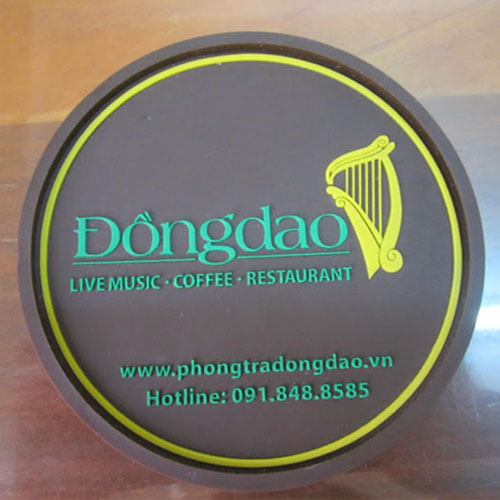 Đồngdao
LIVE MUSIC · COFFEE · RESTAURANT
www.phongtradongdao.vn
Hotline: 091.848.8585